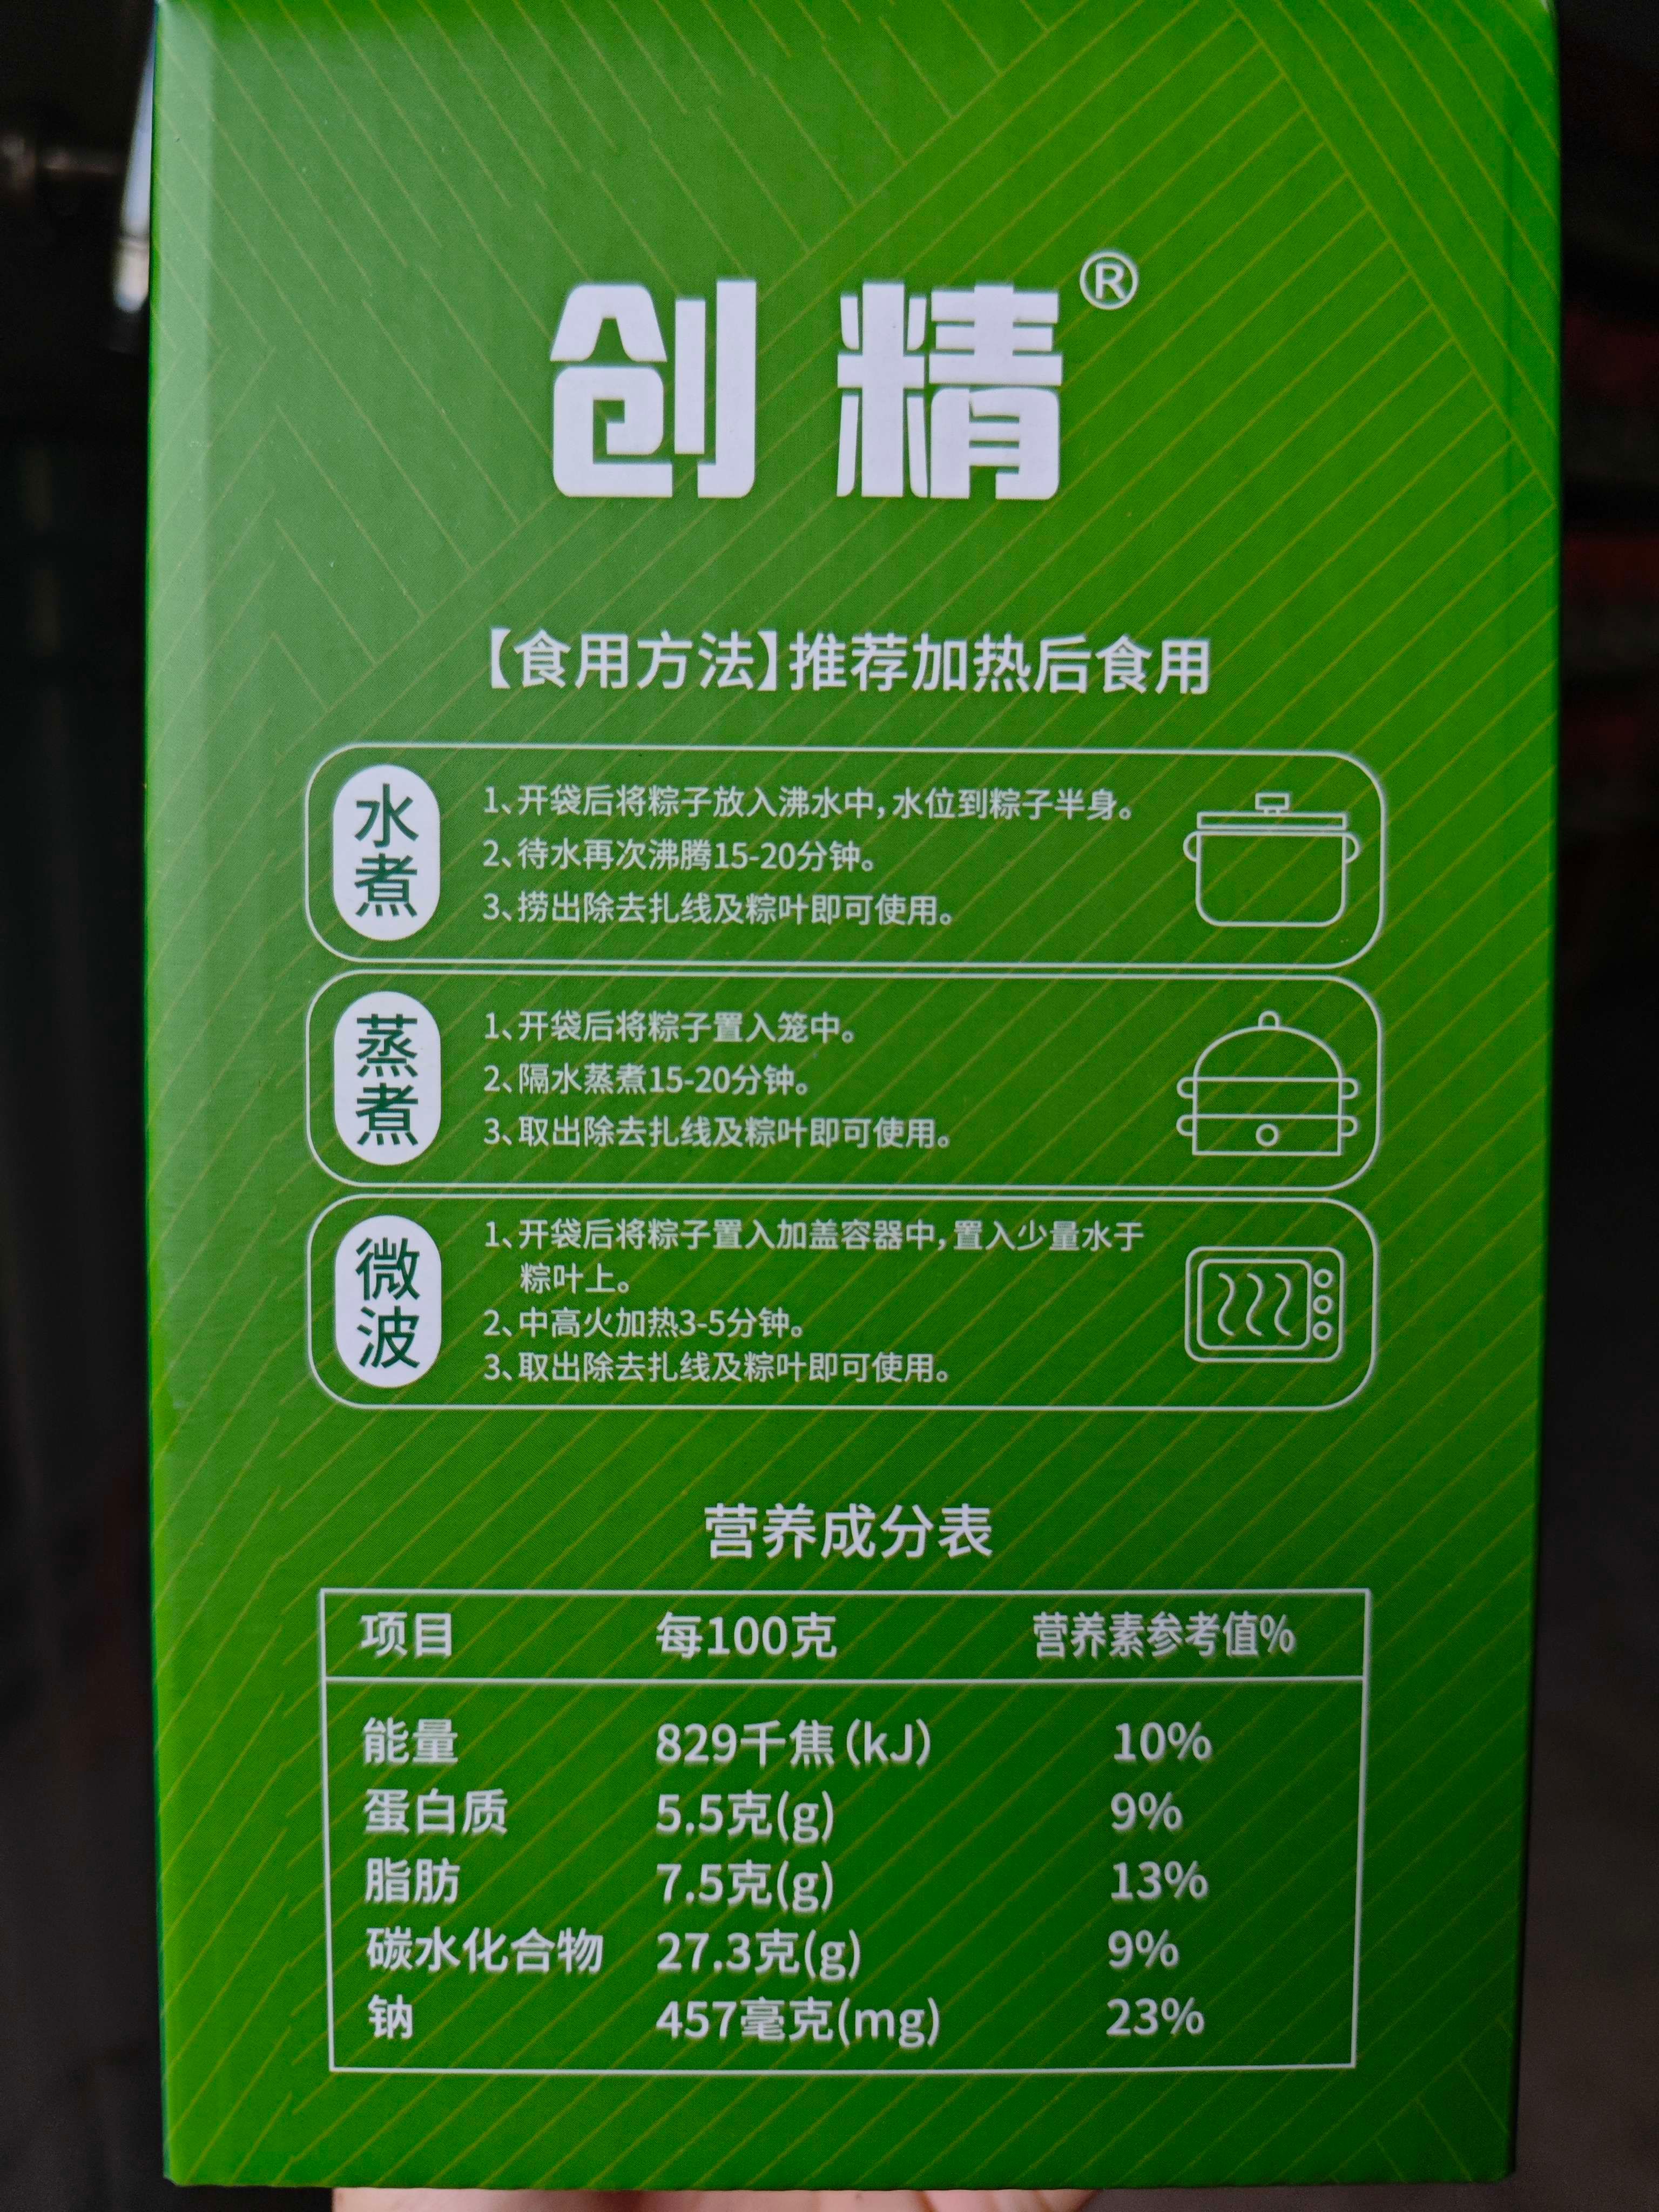 创精®
【食用方法】推荐加热后食用
水煮
1、开袋后将粽子放入沸水中，水位到粽子半身。
2、待水再次沸腾15-20分钟。
3、捞出除去扎线及粽叶即可使用。
蒸煮
1、开袋后将粽子置入笼中。
2、隔水蒸煮15-20分钟。
3、取出除去扎线及粽叶即可使用。
微波
1、开袋后将粽子置入加盖容器中，置入少量水于
粽叶上。
2、中高火加热3-5分钟。
3、取出除去扎线及粽叶即可使用。
营养成分表
项目 每100克 营养素参考值%
能量 829千焦（kJ） 10%
蛋白质 5.5克(g) 9%
脂肪 7.5克(g) 13%
碳水化合物 27.3克(g) 9%
钠 457毫克(mg) 23%